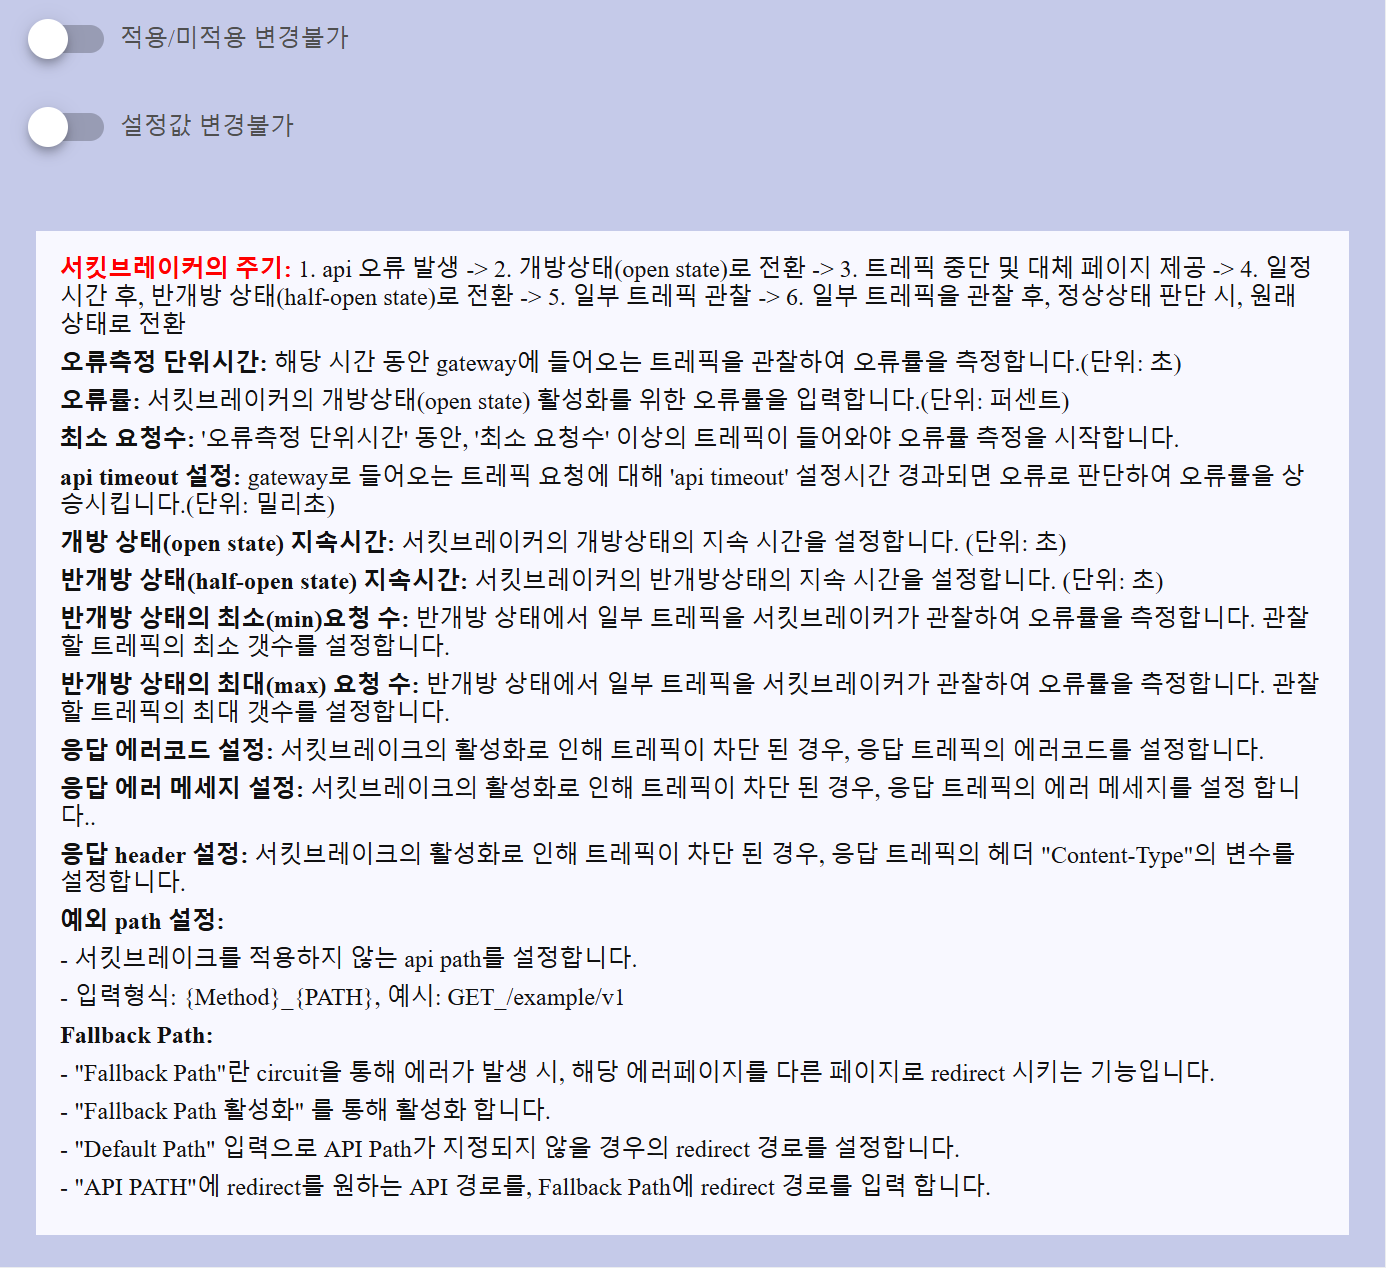 적용/미적용 변경불가
설정값 변경불가
서킷브레이커의 주기: 1. api 오류 발생 -> 2. 개방상태(open state)로 전환 -> 3. 트레픽 중단 및 대체 페이지 제공 -> 4. 일정
시간 후, 반개방 상태(half-open state)로 전환 -> 5. 일부 트레픽 관찰 -> 6. 일부 트레픽을 관찰 후, 정상상태 판단 시, 원래
상태로 전환
오류측정 단위시간: 해당 시간 동안 gateway에 들어오는 트레픽을 관찰하여 오류률을 측정합니다.(단위: 초)
오류률: 서킷브레이커의 개방상태(open state) 활성화를 위한 오류률을 입력합니다.(단위: 퍼센트)
최소 요청수: '오류측정 단위시간' 동안, '최소 요청수' 이상의 트레픽이 들어와야 오류률 측정을 시작합니다.
api timeout 설정: gateway로 들어오는 트레픽 요청에 대해 'api timeout' 설정시간 경과되면 오류로 판단하여 오류률을 상
승시킵니다.(단위: 밀리초)
개방 상태(open state) 지속시간: 서킷브레이커의 개방상태의 지속 시간을 설정합니다. (단위: 초)
반개방 상태(half-open state) 지속시간: 서킷브레이커의 반개방상태의 지속 시간을 설정합니다. (단위: 초)
반개방 상태의 최소(min)요청 수: 반개방 상태에서 일부 트레픽을 서킷브레이커가 관찰하여 오류률을 측정합니다. 관찰
할 트레픽의 최소 갯수를 설정합니다.
반개방 상태의 최대(max) 요청 수: 반개방 상태에서 일부 트레픽을 서킷브레이커가 관찰하여 오류률을 측정합니다. 관찰
할 트레픽의 최대 갯수를 설정합니다.
응답 에러코드 설정: 서킷브레이크의 활성화로 인해 트레픽이 차단 된 경우, 응답 트레픽의 에러코드를 설정합니다.
응답 에러 메세지 설정: 서킷브레이크의 활성화로 인해 트레픽이 차단 된 경우, 응답 트레픽의 에러 메세지를 설정 합니
다..
응답 header 설정: 서킷브레이크의 활성화로 인해 트레픽이 차단 된 경우, 응답 트레픽의 헤더 "Content-Type"의 변수를
설정합니다.
예외 path 설정:
- 서킷브레이크를 적용하지 않는 api path를 설정합니다.
- 입력형식: {Method}_{PATH}, 예시: GET_/example/v1
Fallback Path:
- "Fallback Path"란 circuit을 통해 에러가 발생 시, 해당 에러페이지를 다른 페이지로 redirect 시키는 기능입니다.
- "Fallback Path 활성화" 를 통해 활성화 합니다.
- "Default Path" 입력으로 API Path가 지정되지 않을 경우의 redirect 경로를 설정합니다.
- "API PATH"에 redirect를 원하는 API 경로를, Fallback Path에 redirect 경로를 입력 합니다.